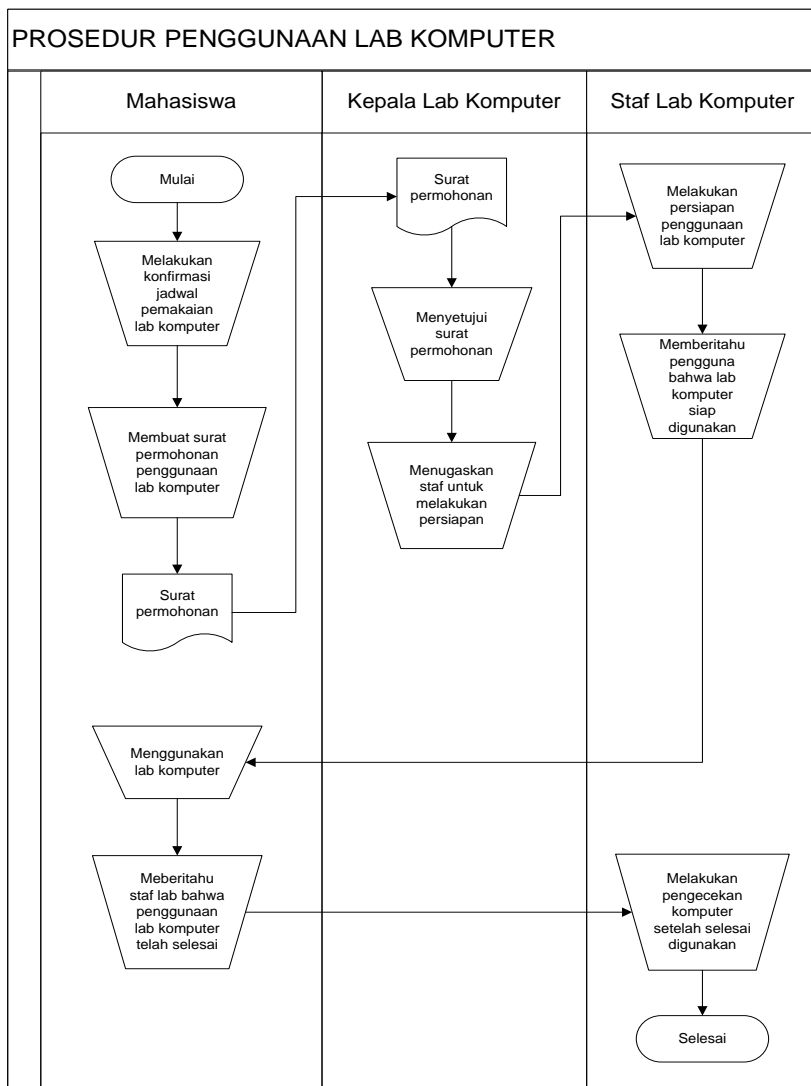 PROSEDUR PENGGUNAAN LAB KOMPUTER
Mahasiswa
Kepala Lab Komputer
Staf Lab Komputer
Mulai
Melakukan
konfirmasi
jadwal
pemakaian
lab komputer
Membuat surat
permohonan
penggunaan
lab komputer
Surat
permohonan
Surat
permohonan
Menyetujui
surat
permohonan
Menugaskan
staf untuk
melakukan
persiapan
Melakukan
persiapan
penggunaan
lab komputer
Memberitahu
pengguna
bahwa lab
komputer
siap
digunakan
Menggunakan
lab komputer
Meberitahu
staf lab bahwa
penggunaan
lab komputer
telah selesai
Melakukan
pengecekan
komputer
setelah selesai
digunakan
Selesai